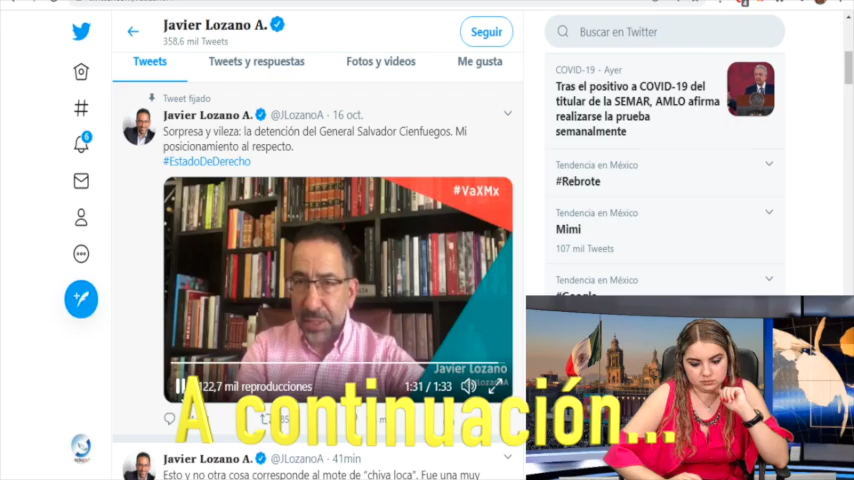 Javier Lozano A.
358,6 mil Tweets
Seguir
Tweets
Tweets y respuestas
Fotos y videos
Me gusta
Tweet fijado
Javier Lozano A. @JLozanoA · 16 oct.
Sorpresa y vileza: la detención del General Salvador Cienfuegos. Mi
posicionamiento al respecto.
#EstadoDeDerecho
#VaXMx
Javier Lozano
122,7 mil reproducciones
1:31 / 1:33
A continuación...
Javier Lozano A. @JLozanoA · 41min
Esto y no otra cosa corresponde al mote de "chiva loca". Fue una muy
6
Buscar en Twitter
COVID-19 · Ayer
Tras el positivo a COVID-19 del
titular de la SEMAR, AMLO afirma
realizarse la prueba
semanalmente
Tendencia en México
#Rebrote
Tendencia en México
Mimi
107 mil Tweets
Tendencia en México